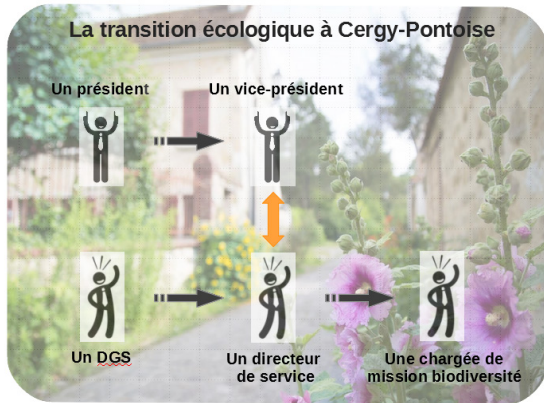 La transition écologique à Cergy-Pontoise
Un président
Un vice-président
Un DGS
Un directeur
de service
Une chargée de
mission biodiversité